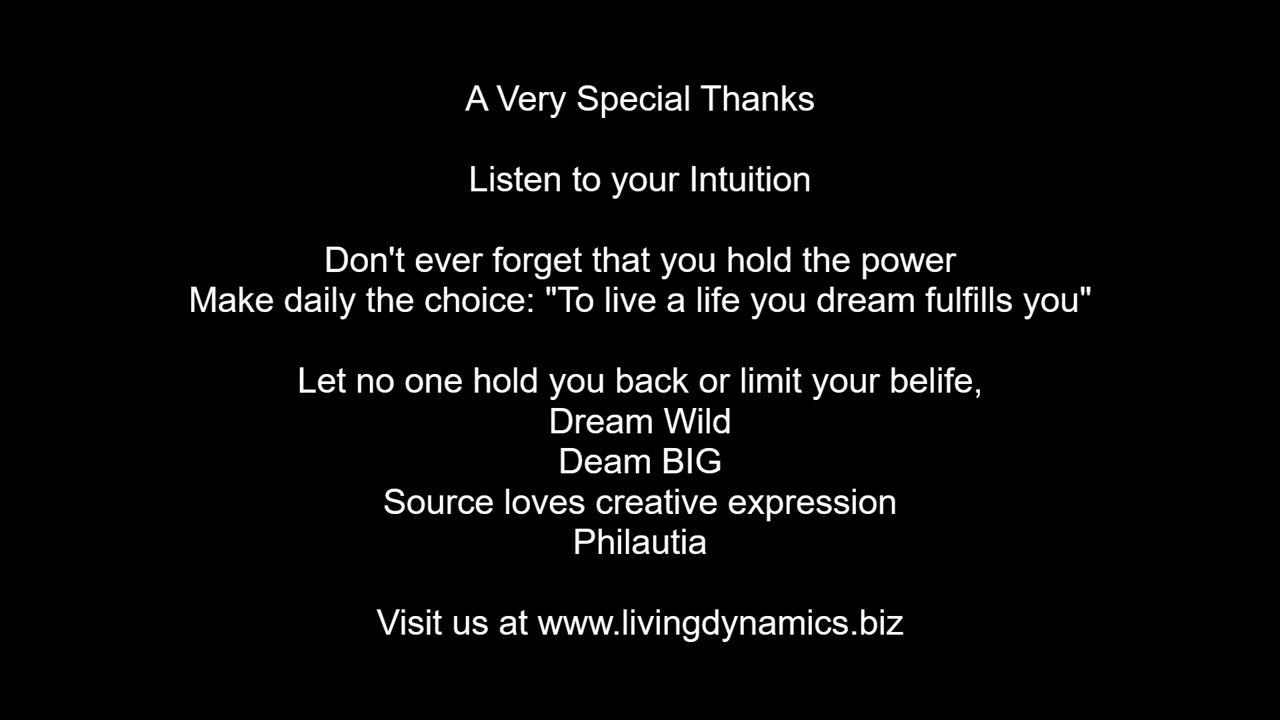 A Very Special Thanks
Listen to your Intuition
Don't ever forget that you hold the power
Make daily the choice: "To live a life you dream fulfills you"
Let no one hold you back or limit your belife,
Dream Wild
Deam BIG
Source loves creative expression
Philautia
Visit us at www.livingdynamics.biz